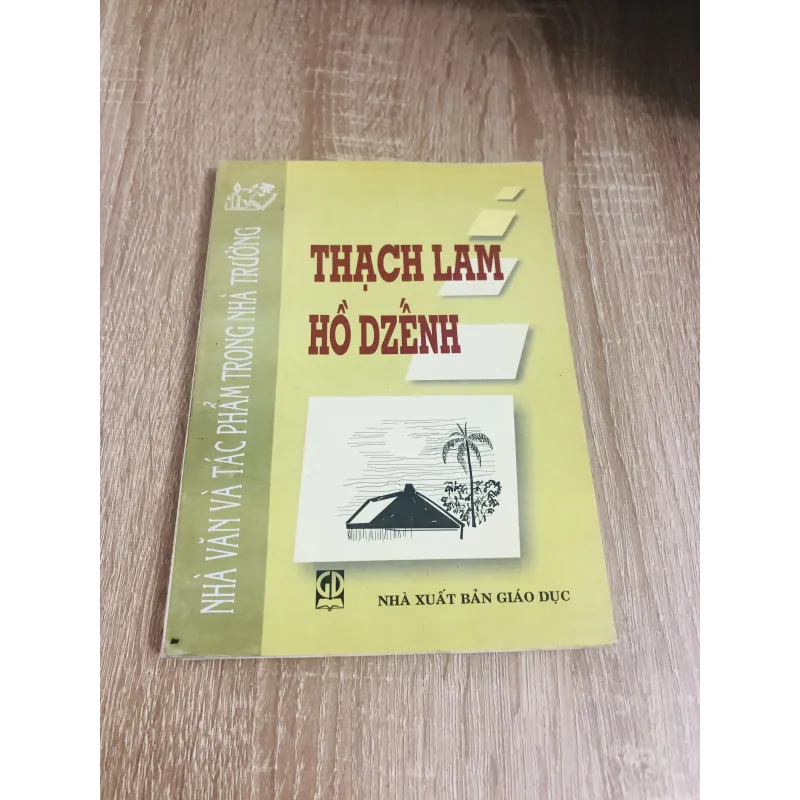 NHÀ VĂN VÀ TÁC PHẨM TRONG NHÀ TRƯỜNG
THẠCH LAM
HỒ DZẾNH
GD
NHÀ XUẤT BẢN GIÁO DỤC